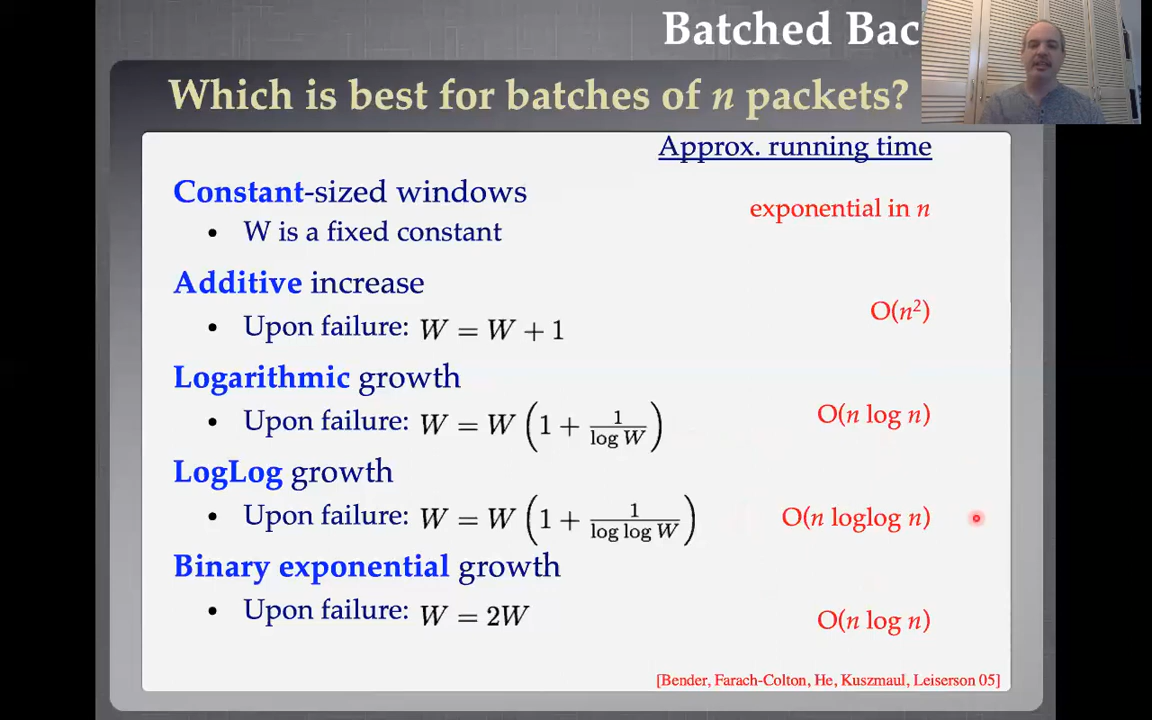 Batched Bac
Which is best for batches of n packets?
Approx. running time
Constant-sized windows
exponential in n
• W is a fixed constant
Additive increase
O(n²)
• Upon failure: W = W + 1
Logarithmic growth
• Upon failure: W = W (1 + 1/log W)
O(n log n)
LogLog growth
• Upon failure: W = W (1 + 1/log log W)
O(n loglog n)
Binary exponential growth
• Upon failure: W = 2W
O(n log n)
[Bender, Farach-Colton, He, Kuszmaul, Leiserson 05]